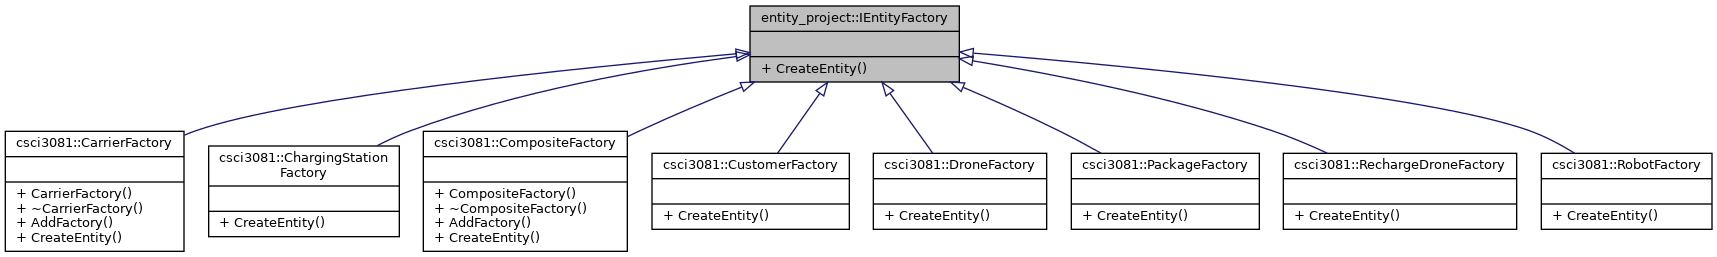 entity_project::IEntityFactory
+ CreateEntity()
csci3081::CarrierFactory
+ CarrierFactory()
+ ~CarrierFactory()
+ AddFactory()
+ CreateEntity()
csci3081::ChargingStation
Factory
+ CreateEntity()
csci3081::CompositeFactory
+ CompositeFactory()
+ ~CompositeFactory()
+ AddFactory()
+ CreateEntity()
csci3081::CustomerFactory
+ CreateEntity()
csci3081::DroneFactory
+ CreateEntity()
csci3081::PackageFactory
+ CreateEntity()
csci3081::RechargeDroneFactory
+ CreateEntity()
csci3081::RobotFactory
+ CreateEntity()